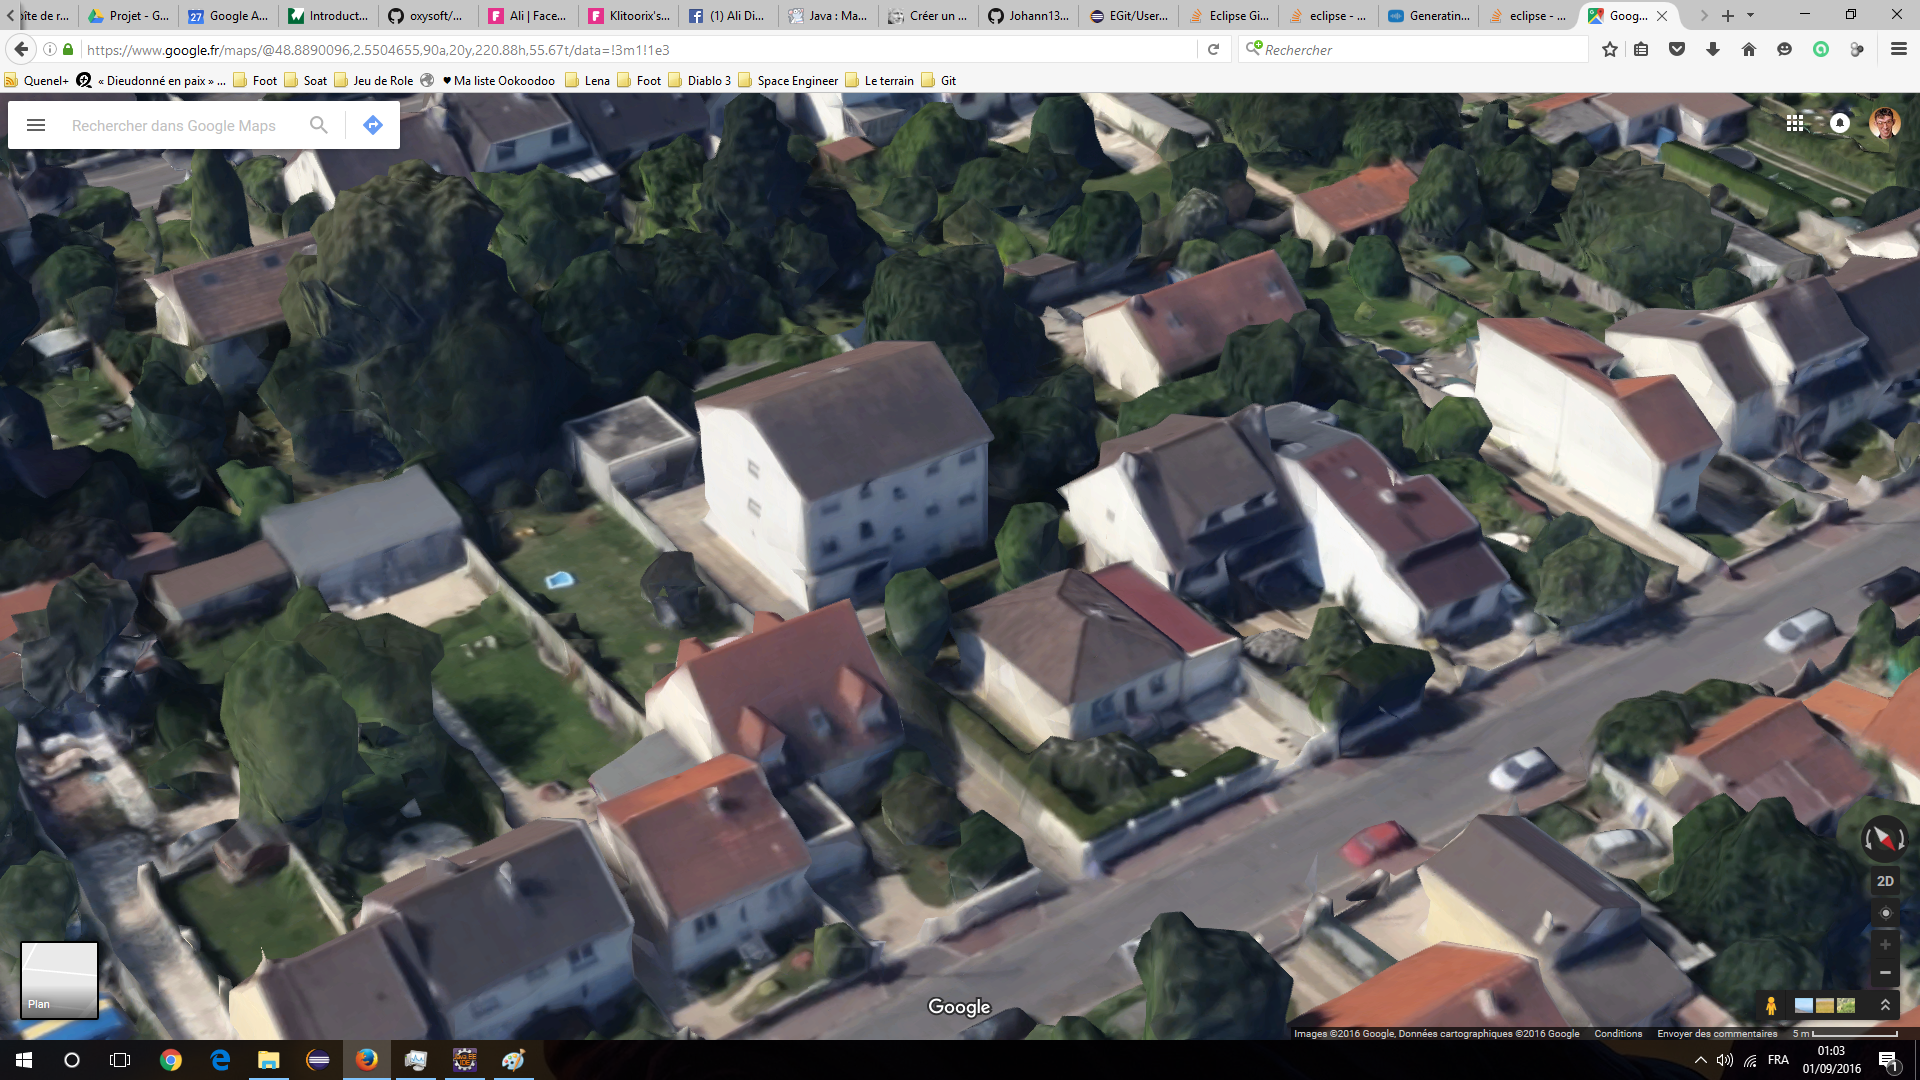 oîte de r...
Projet - G...
27 Google A...
Introduct...
oxysoft/...
Ali | Face...
Klitoorix's...
(1) Ali Di...
Java : Ma...
Créer un ...
Johann13...
EGit/User...
Eclipse Gi...
eclipse - ...
Generatin...
eclipse - ...
Goog...
https://www.google.fr/maps/@48.8890096,2.5504655,90a,20y,220.88h,55.67t/data=!3m1!1e3
Rechercher
Quenel+
« Dieudonné en paix » ...
Foot
Soat
Jeu de Role
♥ Ma liste Ookoodoo
Lena
Foot
Diablo 3
Space Engineer
Le terrain
Git
Rechercher dans Google Maps
2D
Plan
Google
Images ©2016 Google, Données cartographiques ©2016 Google
Conditions
Envoyer des commentaires
5 m
FRA
01:03
01/09/2016
1